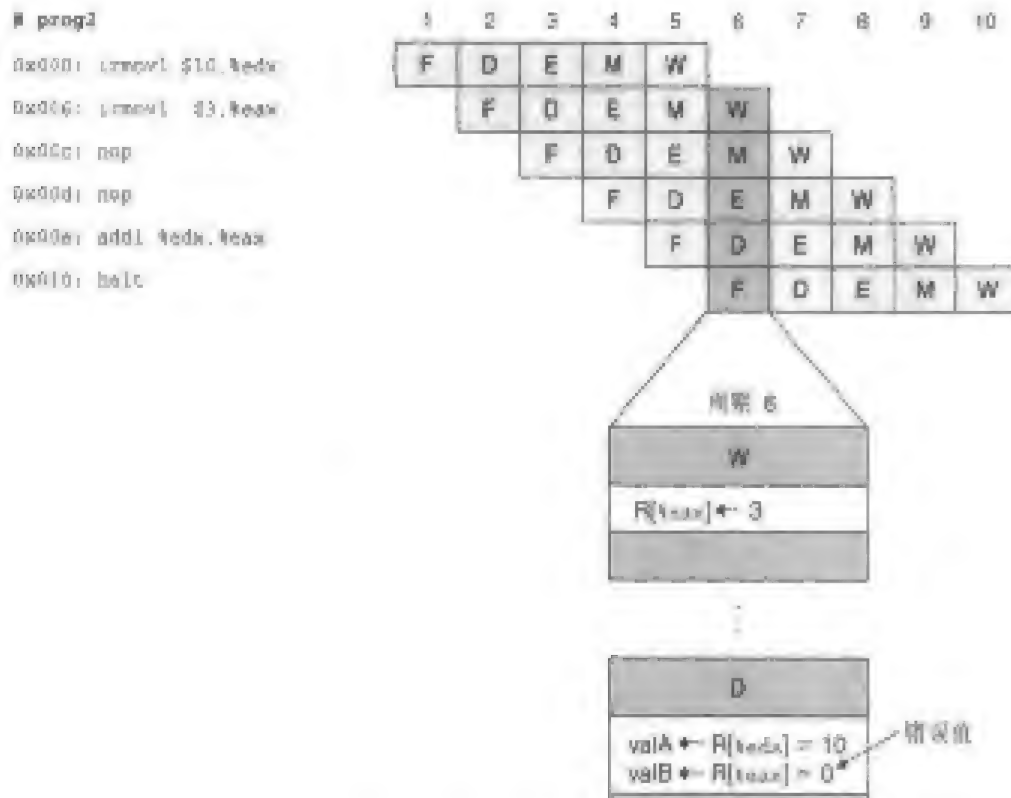 # prog2
1 2 3 4 5 6 7 8 9 10
0x000: irmovl $10,%edx
F D E M W
0x006: irmovl $3,%eax
F D E M W
0x00c: nop
F D E M W
0x00d: nop
F D E M W
0x00e: addl %edx,%eax
F D E M W
0x010: halt
F D E M W
周期 6
W
R[%eax] ← 3
⋮
D
valA ← R[%edx] = 10
valB ← R[%eax] = 0
错误值